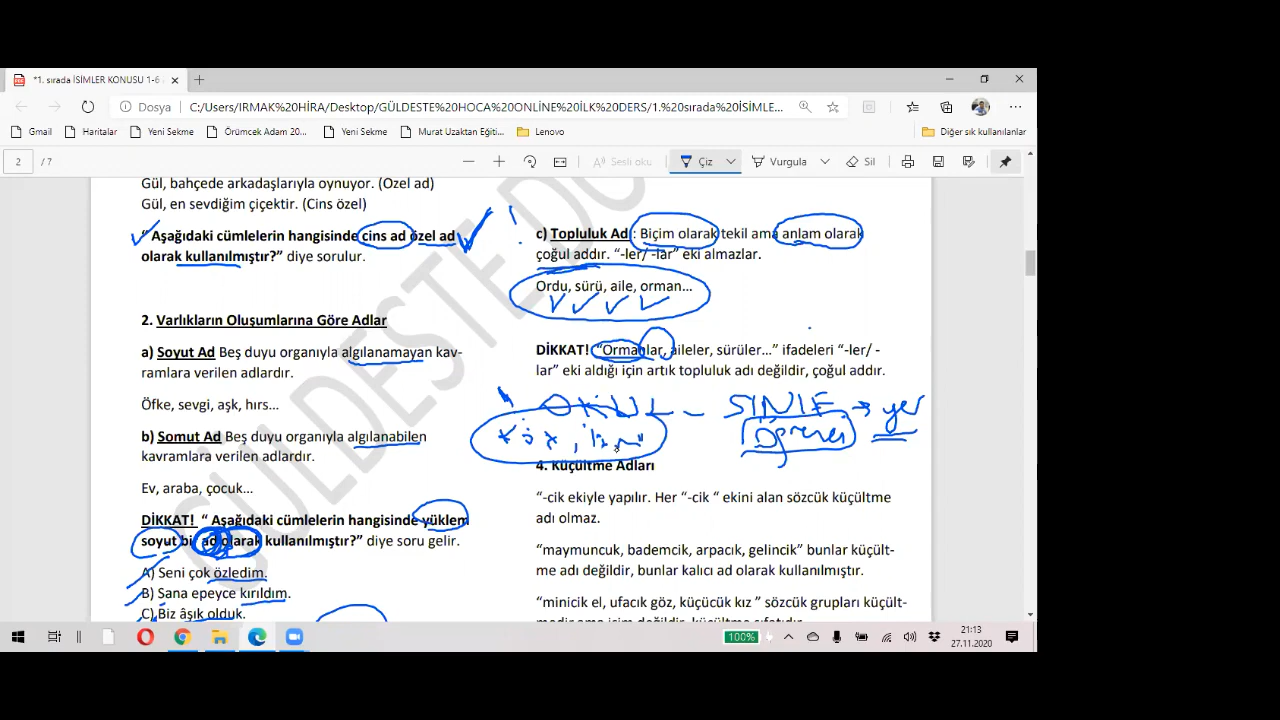 *1. sırada İSİMLER KONUSU 1-6
Dosya
C:/Users/IRMAK%20HİRA/Desktop/GÜLDESTE%20HOCA%20ONLİNE%20İLK%20DERS/1.%20sırada%20İSİMLE...
Gmail
Haritalar
Yeni Sekme
Örümcek Adam 20...
Yeni Sekme
Murat Uzaktan Eğiti...
Lenovo
Diğer sık kullanılanlar
2 /7
Sesli oku
Çiz
Vurgula
Sil
Gül, bahçede arkadaşlarıyla oynuyor. (Özel ad)
Gül, en sevdiğim çiçektir. (Cins özel)
“ Aşağıdaki cümlelerin hangisinde cins ad özel ad
olarak kullanılmıştır?” diye sorulur.
2. Varlıkların Oluşumlarına Göre Adlar
a) Soyut Ad Beş duyu organıyla algılanamayan kav-
ramlara verilen adlardır.
Öfke, sevgi, aşk, hırs...
b) Somut Ad Beş duyu organıyla algılanabilen
kavramlara verilen adlardır.
Ev, araba, çocuk...
DİKKAT! “ Aşağıdaki cümlelerin hangisinde yüklem
soyut bir ad olarak kullanılmıştır?” diye soru gelir.
A) Seni çok özledim.
B) Sana epeyce kırıldım.
C) Biz âşık olduk.
c) Topluluk Ad : Biçim olarak tekil ama anlam olarak
çoğul addır. “-ler/ -lar” eki almazlar.
Ordu, sürü, aile, orman...
DİKKAT! “Ormanlar, aileler, sürüler...” ifadeleri “-ler/ -
lar” eki aldığı için artık topluluk adı değildir, çoğul addır.
OKUL – SINIF → yer
öğrenci
4. Küçültme Adları
“-cik ekiyle yapılır. Her “-cik “ ekini alan sözcük küçültme
adı olmaz.
“maymuncuk, bademcik, arpacık, gelincik” bunlar küçült-
me adı değildir, bunlar kalıcı ad olarak kullanılmıştır.
“minicik el, ufacık göz, küçücük kız ” sözcük grupları küçült-
medir ama isim değildir, küçültme sıfatıdır.
100%
21:13
27.11.2020